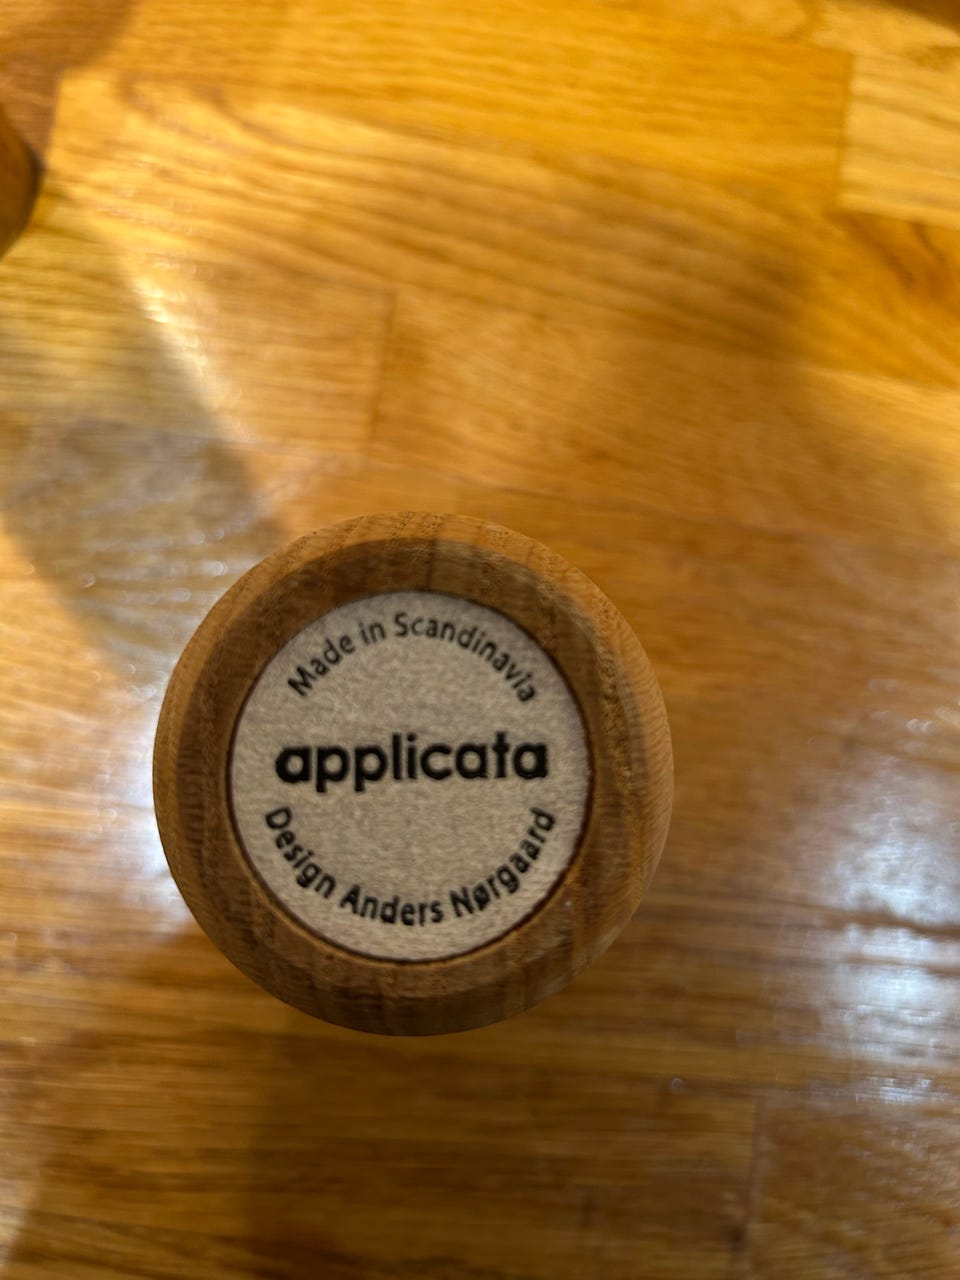 Made in Scandinavia
applicata
Design Anders Nørgaard